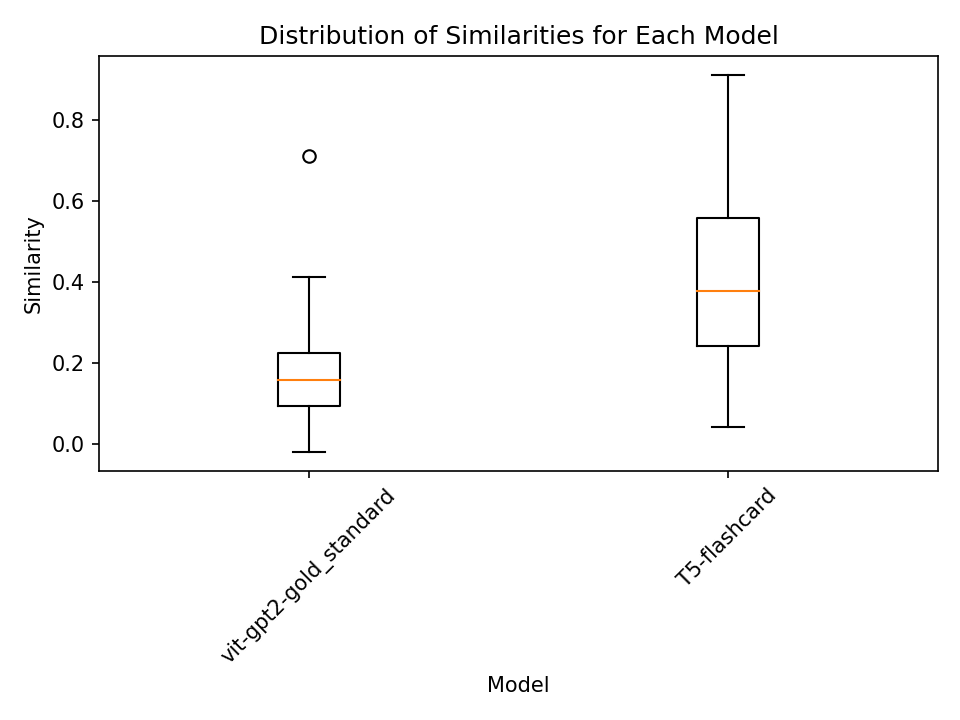 Distribution of Similarities for Each Model
Similarity
0.8
0.6
0.4
0.2
0.0
vit-gpt2-gold_standard
T5-flashcard
Model